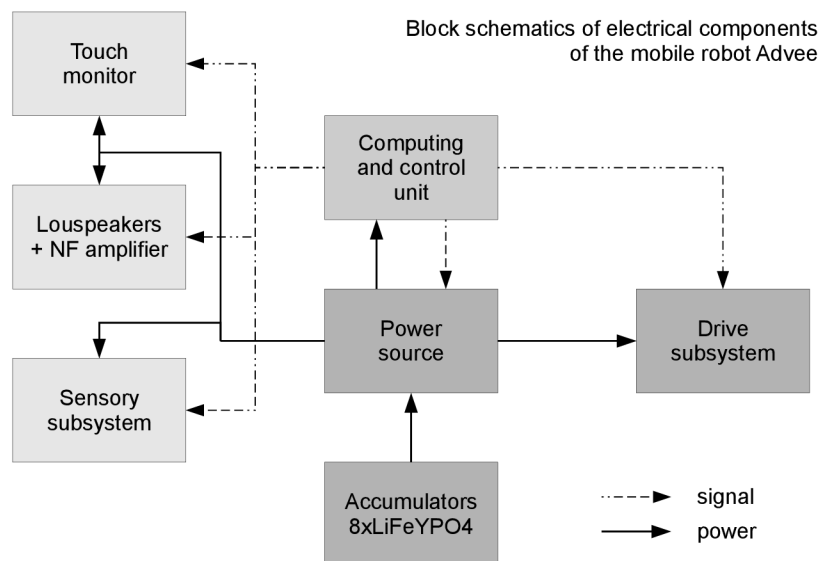 Block schematics of electrical components
of the mobile robot Advee
Touch
monitor
Computing
and control
unit
Louspeakers
+ NF amplifier
Power
source
Drive
subsystem
Sensory
subsystem
Accumulators
8xLiFeYPO4
signal
power